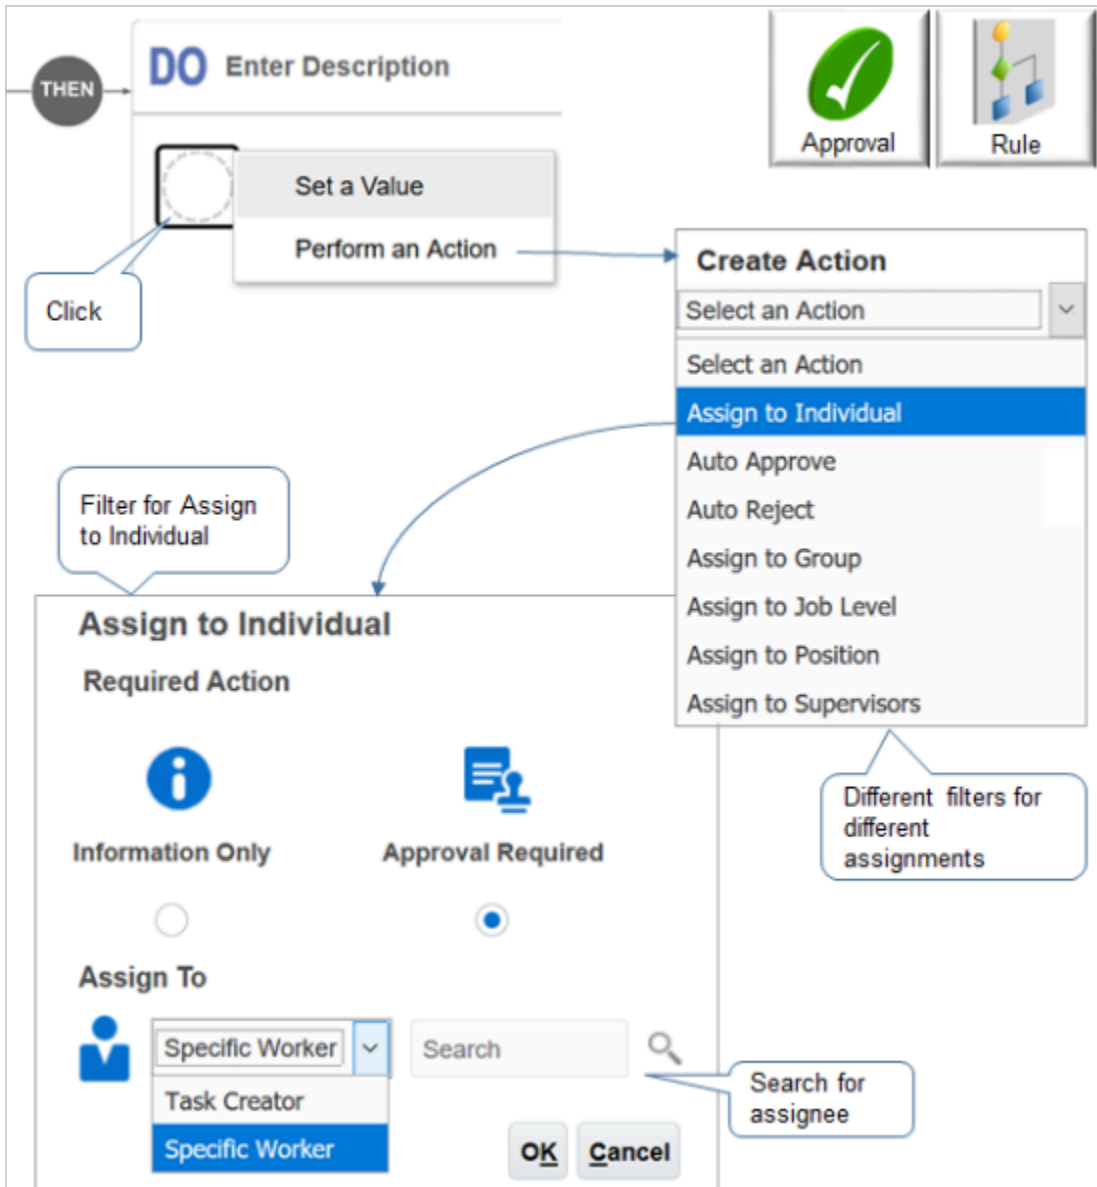 THEN
DO Enter Description
Approval
Rule
Set a Value
Perform an Action
Click
Create Action
Select an Action
Select an Action
Assign to Individual
Auto Approve
Auto Reject
Assign to Group
Assign to Job Level
Assign to Position
Assign to Supervisors
Filter for Assign
to Individual
Different filters for
different
assignments
Assign to Individual
Required Action
Information Only
Approval Required
Assign To
Specific Worker
Search
Task Creator
Specific Worker
Search for
assignee
OK
Cancel